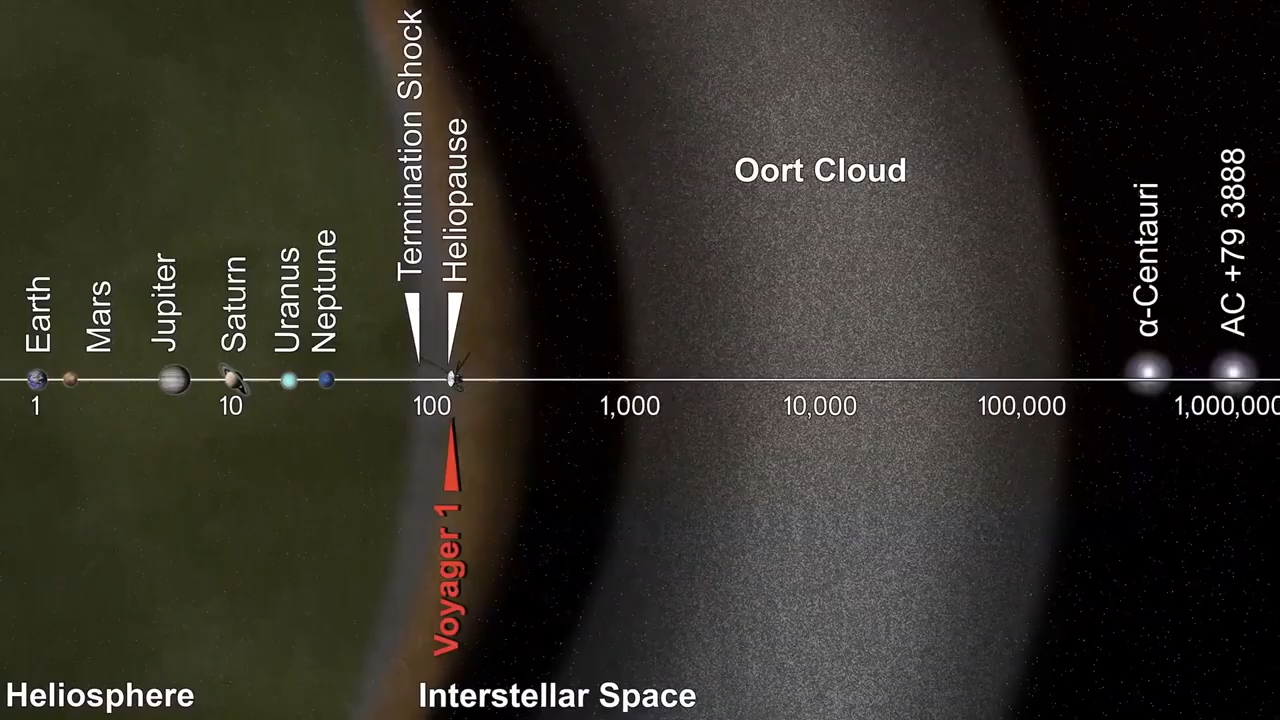 Earth
Mars
Jupiter
Saturn
Uranus
Neptune
Termination Shock
Heliopause
Oort Cloud
α-Centauri
AC +79 3888
1
10
100
1,000
10,000
100,000
1,000,000
Voyager 1
Heliosphere
Interstellar Space